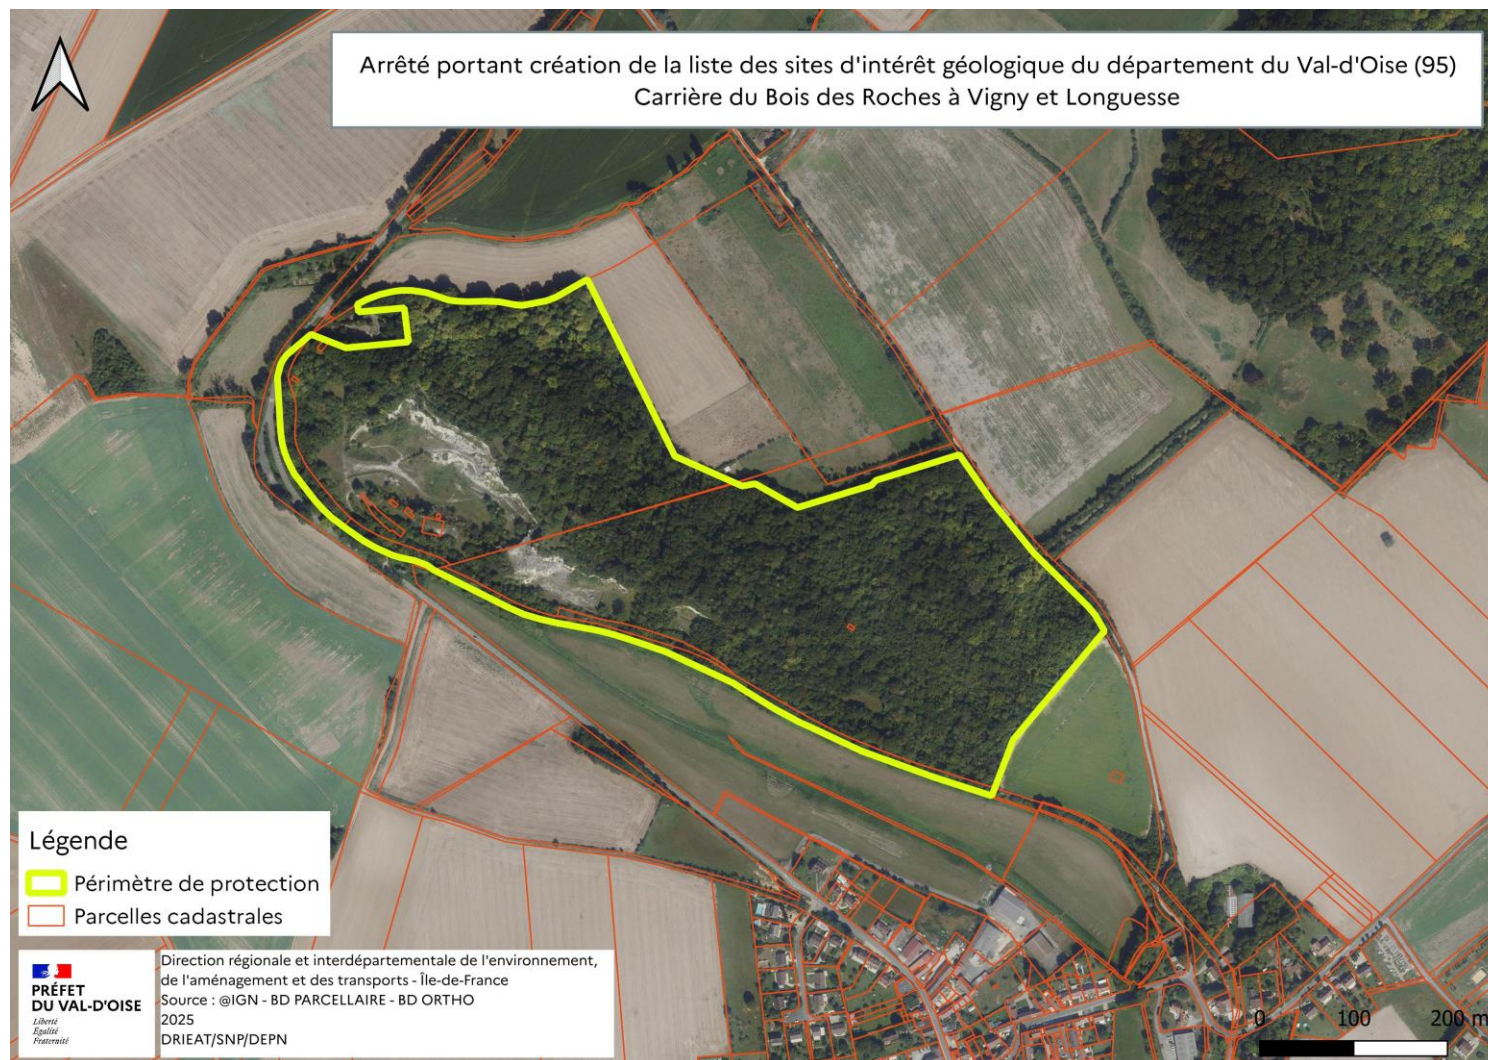 Arrêté portant création de la liste des sites d'intérêt géologique du département du Val-d'Oise (95)
Carrière du Bois des Roches à Vigny et Longuesse
Légende
Périmètre de protection
Parcelles cadastrales
PRÉFET
DU VAL-D'OISE
Liberté
Égalité
Fraternité
Direction régionale et interdépartementale de l'environnement,
de l'aménagement et des transports - Île-de-France
Source : @IGN - BD PARCELLAIRE - BD ORTHO
2025
DRIEAT/SNP/DEPN
0 100 200 m